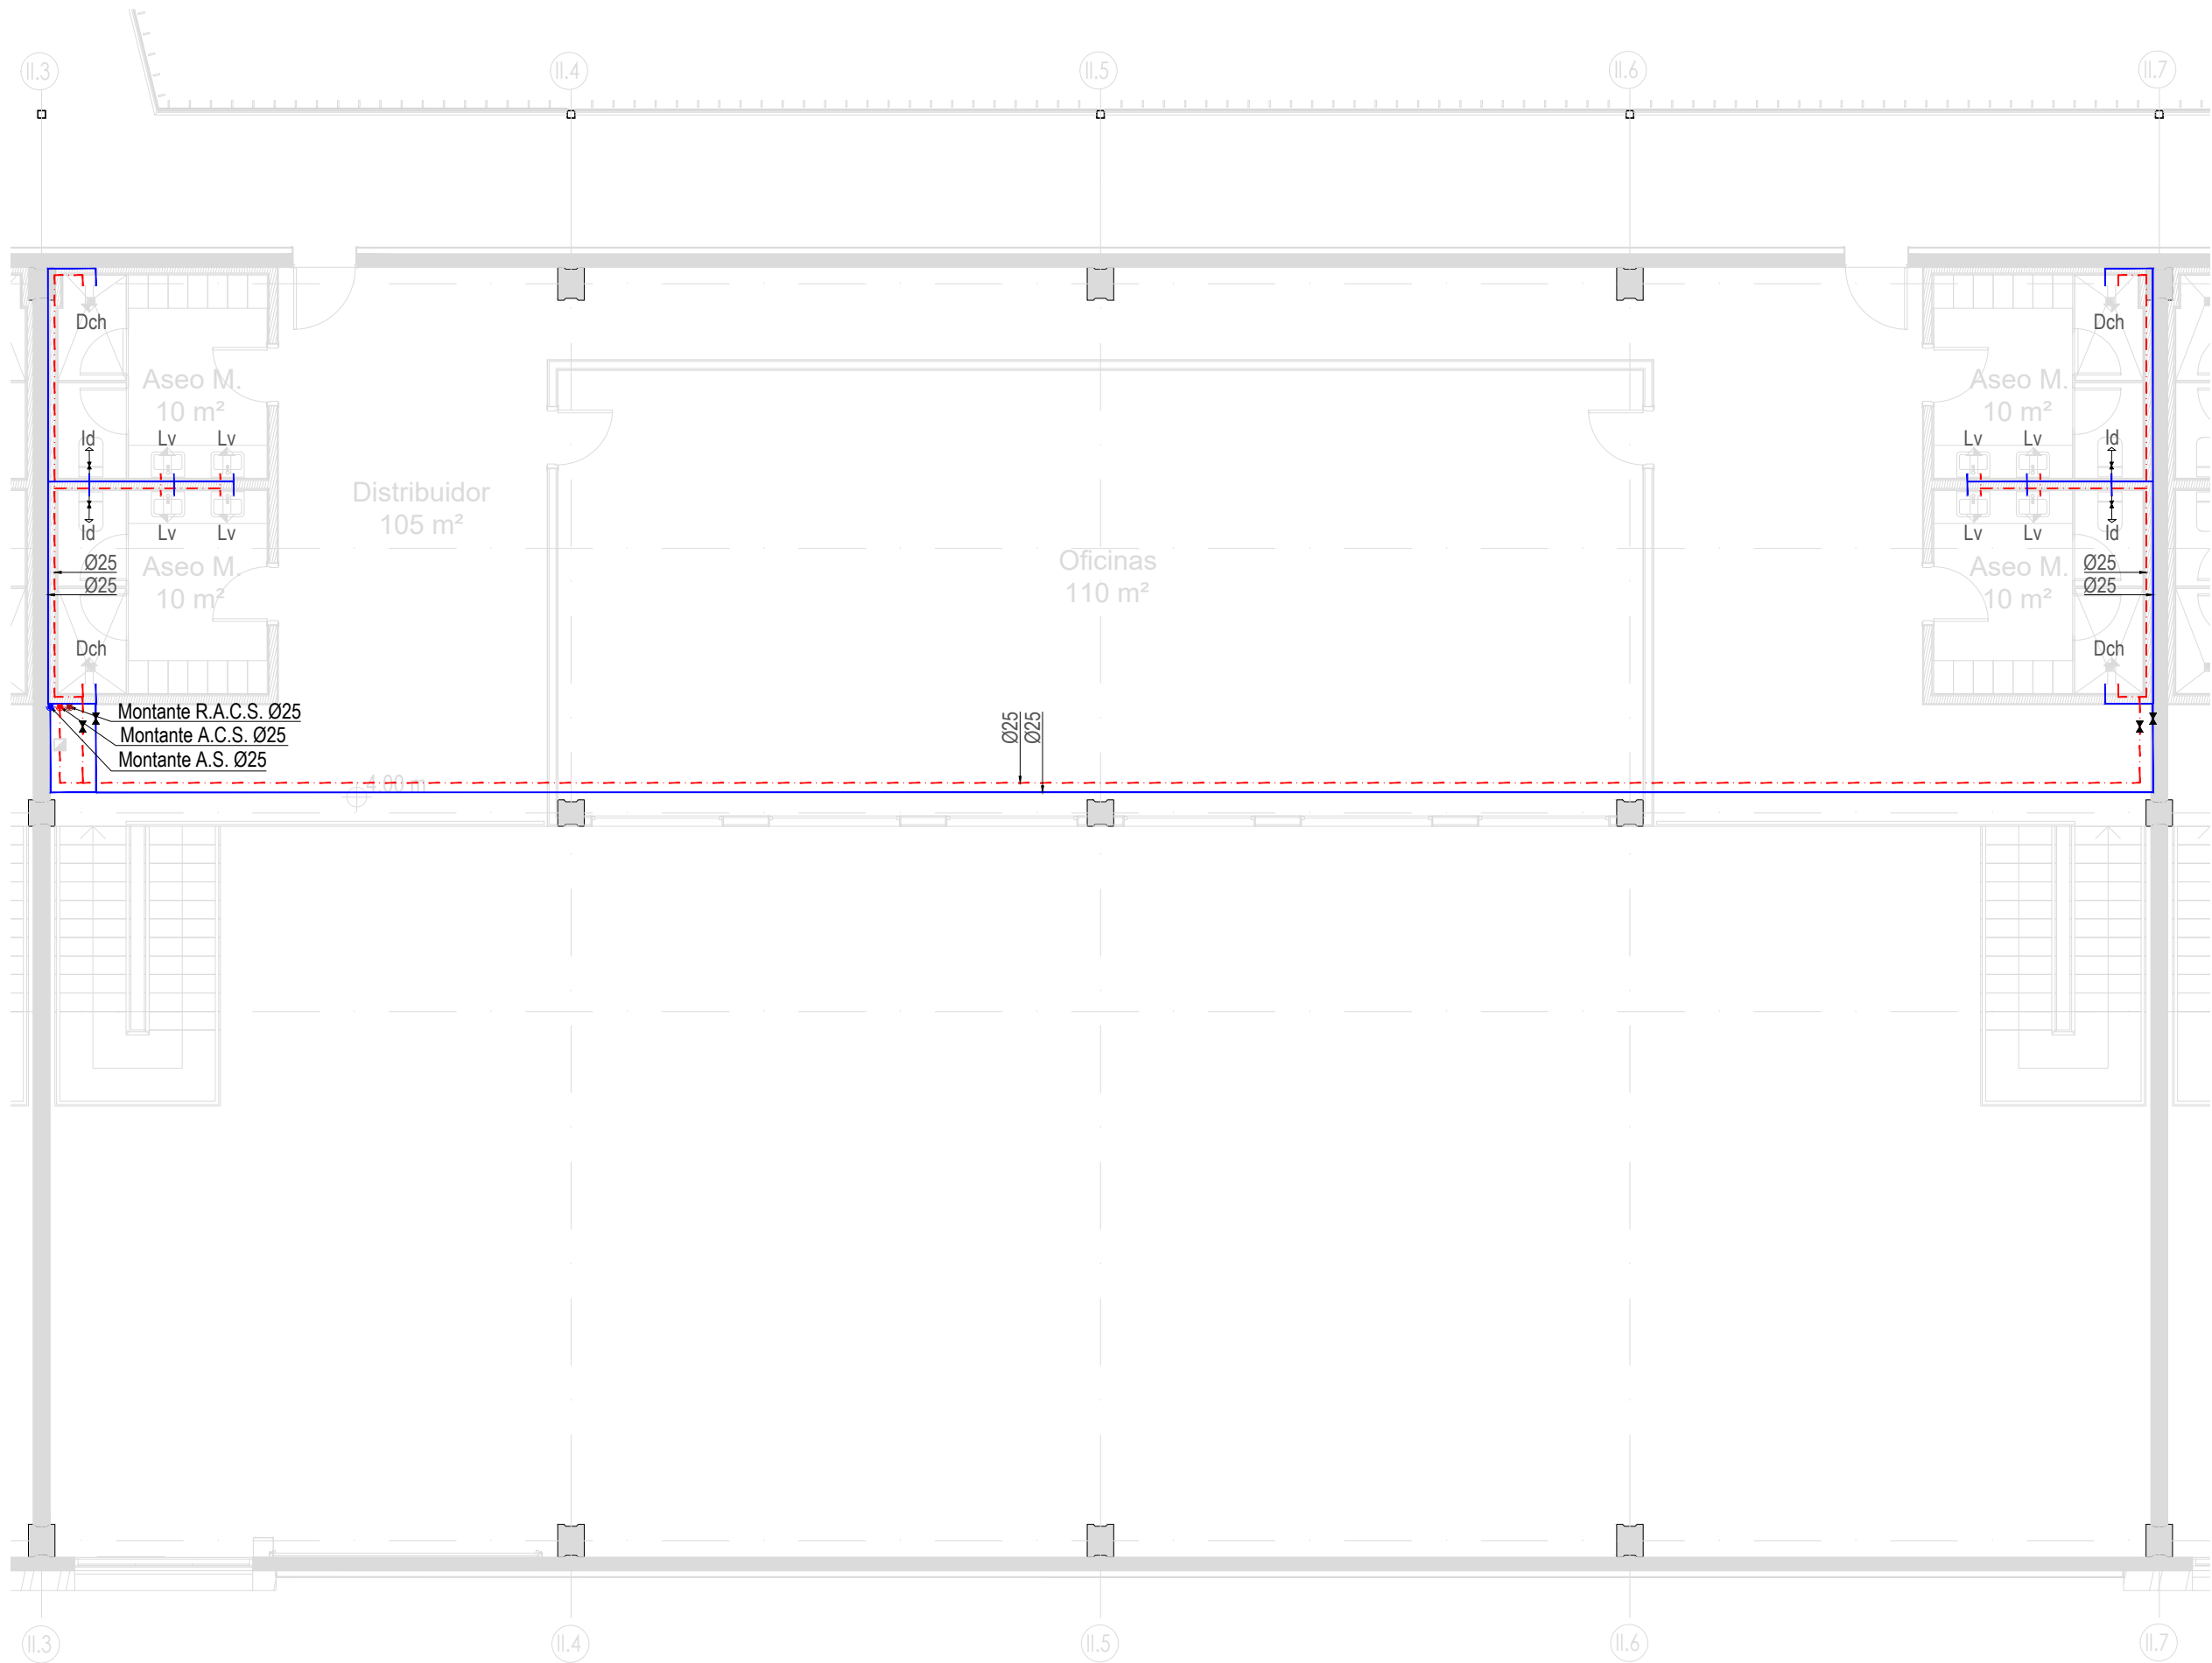 II.3
II.4
II.5
II.6
II.7
Dch
Dch
Aseo M.
10 m²
Aseo M.
10 m²
Id
Lv
Lv
Lv
Lv
Id
Distribuidor
105 m²
Id
Lv
Lv
Lv
Lv
Id
Oficinas
110 m²
Ø25
Ø25
Aseo M.
10 m²
Ø25
Ø25
Aseo M.
10 m²
Dch
Dch
Montante R.A.C.S. Ø25
Montante A.C.S. Ø25
Montante A.S. Ø25
Ø25
Ø25
4.00 m
II.3
II.4
II.5
II.6
II.7